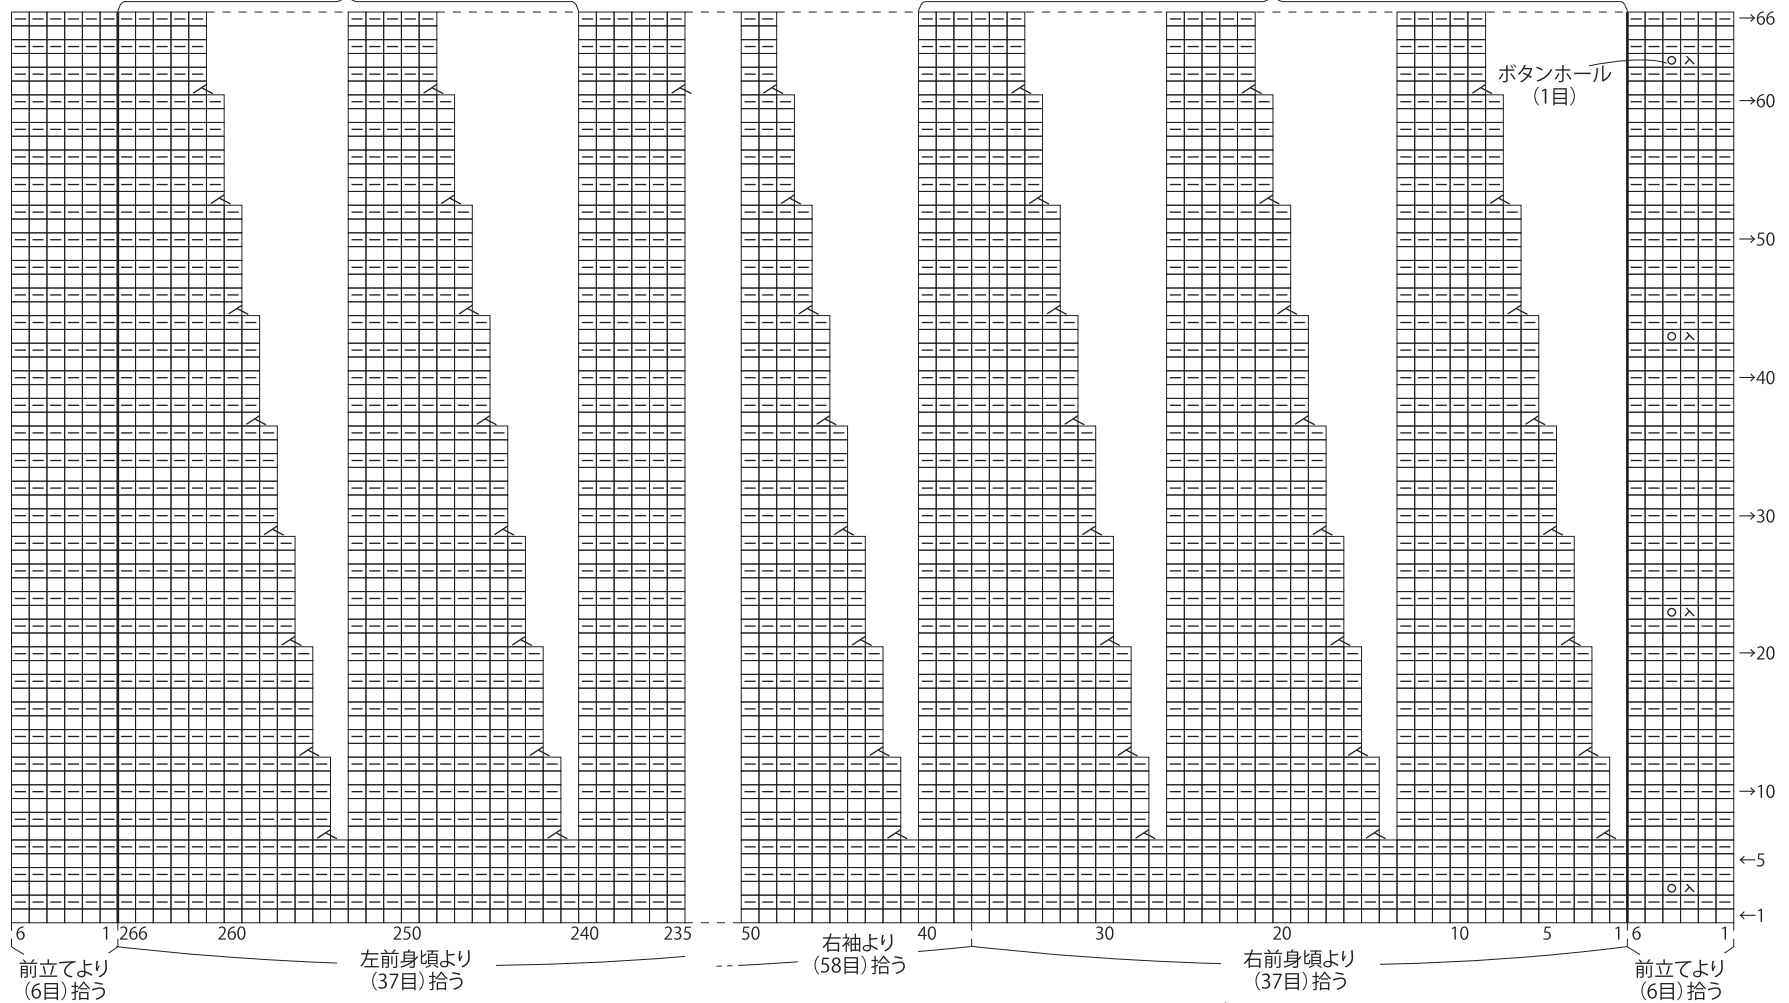 →66
ボタンホール
(1目)
→60
→50
→40
→30
→20
→10
←5
←1
6 1 266 260 250 240 235 50 40 30 20 10 5 1 6 1
前立てより
(6目)拾う
左前身頃より
(37目)拾う
右袖より
(58目)拾う
右前身頃より
(37目)拾う
前立てより
(6目)拾う